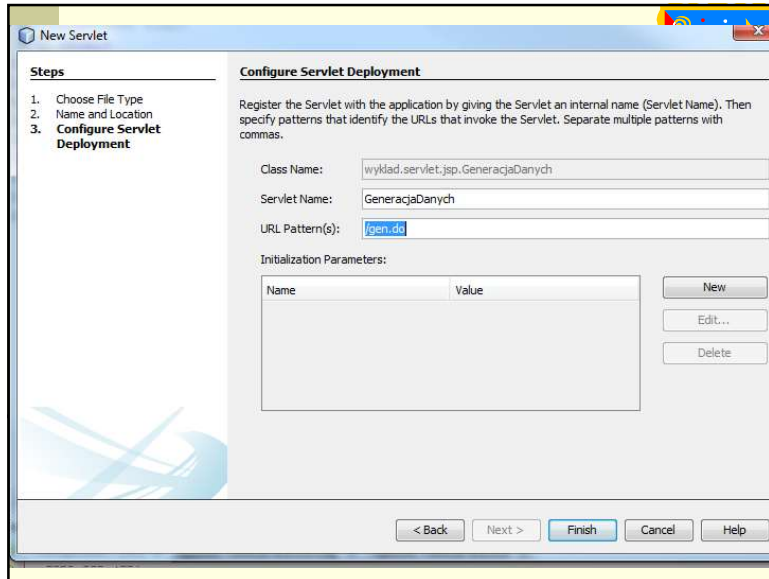 New Servlet
Steps
1. Choose File Type
2. Name and Location
3. Configure Servlet
Deployment
Configure Servlet Deployment
Register the Servlet with the application by giving the Servlet an internal name (Servlet Name). Then
specify patterns that identify the URLs that invoke the Servlet. Separate multiple patterns with
commas.
Class Name: wyklad.servlet.jsp.GeneracjaDanych
Servlet Name: GeneracjaDanych
URL Pattern(s): /gen.do
Initialization Parameters:
Name Value
New
Edit...
Delete
< Back Next > Finish Cancel Help